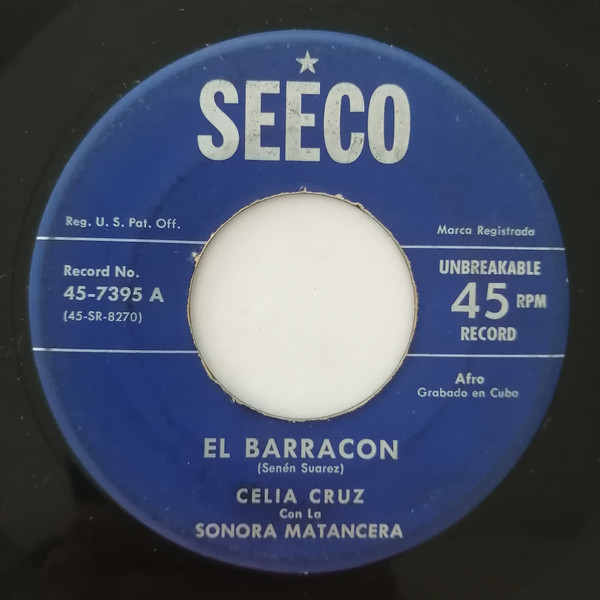 SEECO
Reg. U. S. Pat. Off.
Marca Registrada
Record No.
45-7395 A
(45-SR-8270)
UNBREAKABLE
45 RPM
RECORD
Afro
Grabado en Cuba
EL BARRACON
(Senén Suarez)
CELIA CRUZ
Con La
SONORA MATANCERA